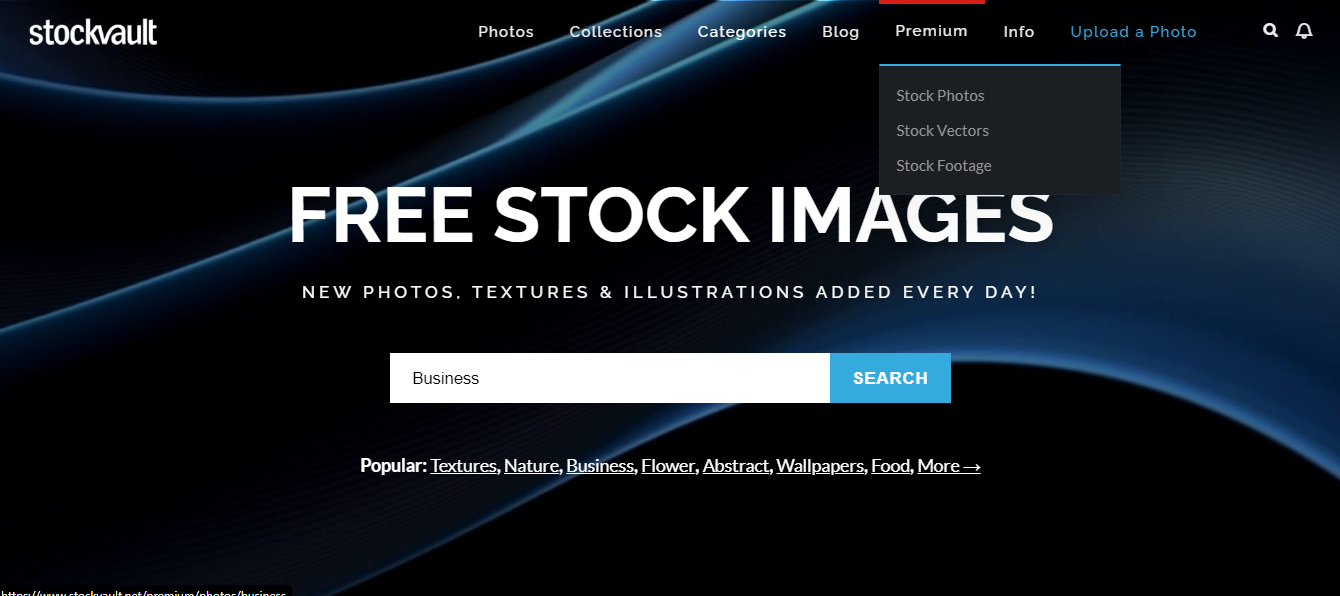 stockvault
Photos Collections Categories Blog Premium Info Upload a Photo
Stock Photos
Stock Vectors
Stock Footage
FREE STOCK IMAGES
NEW PHOTOS, TEXTURES & ILLUSTRATIONS ADDED EVERY DAY!
Business SEARCH
Popular: Textures, Nature, Business, Flower, Abstract, Wallpapers, Food, More →
https://www.stockvault.net/premium/photos/business